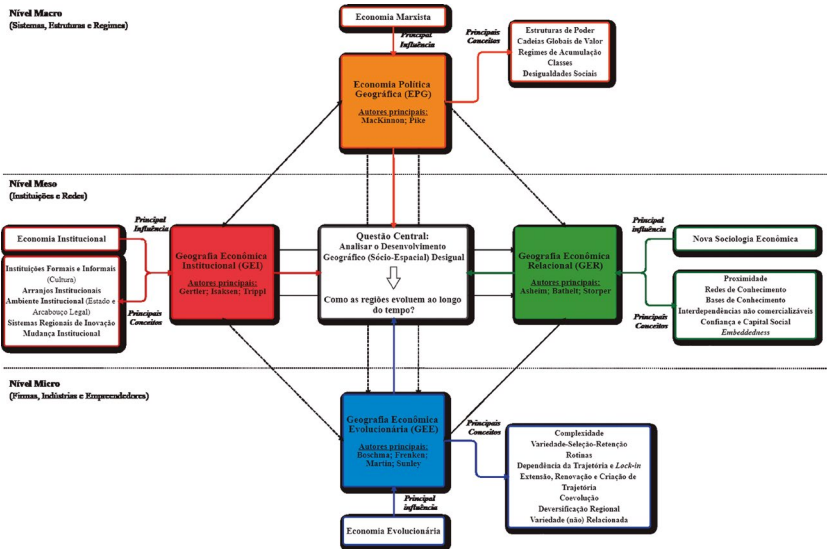 Nível Macro
(Sistemas, Estruturas e Regimes)
Economia Marxista
Principal
Influência
Principais
Conceitos
Estruturas de Poder
Cadeias Globais de Valor
Regimes de Acumulação
Classes
Desigualdades Sociais
Economia Política
Geográfica (EPG)
Autores principais:
MacKinnon; Pike
Nível Meso
(Instituições e Redes)
Principal
Influência
Economia Institucional
Instituições Formais e Informais
(Cultura)
Arranjos Institucionais
Ambiente Institucional (Estado e
Arcabouço Legal)
Sistemas Regionais de Inovação
Mudança Institucional
Principais
Conceitos
Geografia Econômica
Institucional (GEI)
Autores principais:
Gertler; Isaksen; Trippl
Questão Central:
Analisar o Desenvolvimento
Geográfico (Sócio-Espacial) Desigual
Como as regiões evoluem ao longo
do tempo?
Geografia Econômica
Relacional (GER)
Autores principais:
Asheim; Bathelt; Storper
Principal
influência
Nova Sociologia Econômica
Principais
Conceitos
Proximidade
Redes de Conhecimento
Bases de Conhecimento
Interdependências não comercializáveis
Confiança e Capital Social
Embeddedness
Nível Micro
(Firmas, Indústrias e Empreendedores)
Geografia Econômica
Evolucionária (GEE)
Autores principais:
Boschma; Frenken;
Martin; Sunley
Principais
Conceitos
Complexidade
Variedade-Seleção-Retenção
Rotinas
Dependência da Trajetória e Lock-in
Extensão, Renovação e Criação de
Trajetória
Coevolução
Deversificação Regional
Variedade (não) Relacionada
Principal
influência
Economia Evolucionária